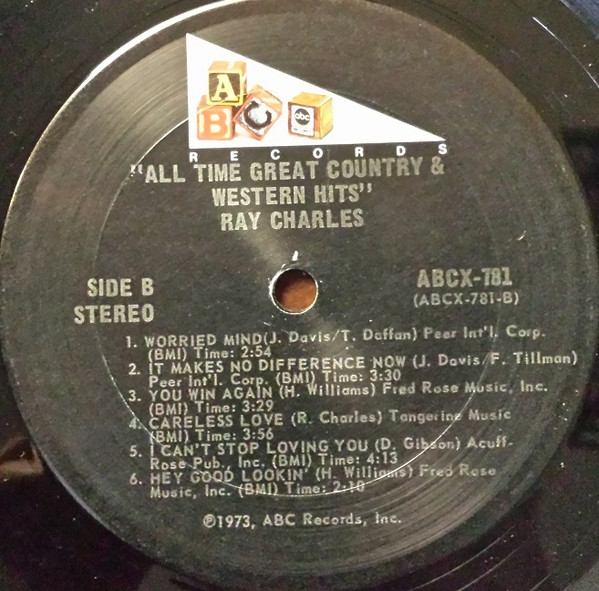 A
B C abc
RECORDS
"ALL TIME GREAT COUNTRY &
WESTERN HITS"
RAY CHARLES
SIDE B
STEREO
ABCX-781
(ABCX-781-B)
1. WORRIED MIND(J. Davis/T. Daffan) Peer Int'l. Corp.
(BMI) Time: 2:54
2. IT MAKES NO DIFFERENCE NOW (J. Davis/F. Tillman)
Peer Int'l. Corp. (BMI) Time: 3:30
3. YOU WIN AGAIN (H. Williams) Fred Rose Music, Inc.
(BMI) Time: 3:29
4. CARELESS LOVE (R. Charles) Tangerine Music
(BMI) Time: 3:56
5. I CAN'T STOP LOVING YOU (D. Gibson) Acuff-
Rose Pub., Inc. (BMI) Time: 4:13
6. HEY GOOD LOOKIN' (H. Williams) Fred Rose
Music, Inc. (BMI) Time: 2:10
℗1973, ABC Records, Inc.